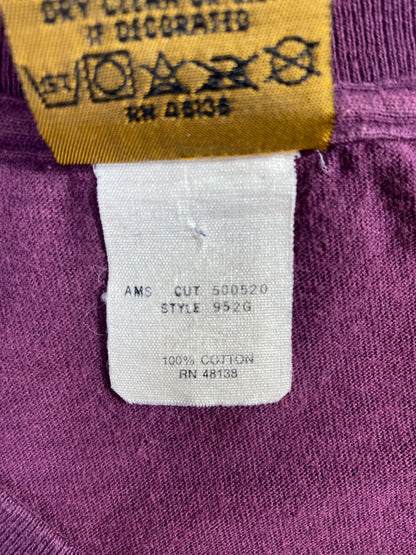 DRY CLEAN
IF DECORATED
RN 48138
AMS CUT 500520
STYLE 952G
100% COTTON
RN 48138